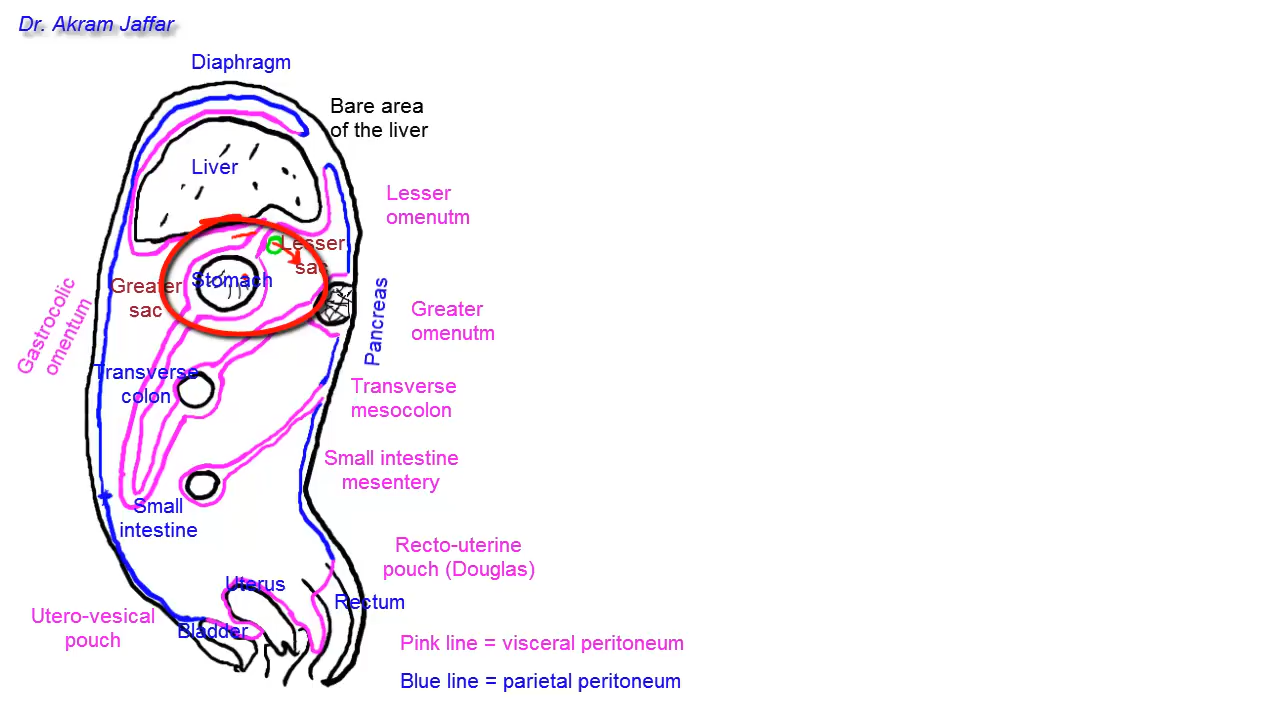 Dr. Akram Jaffar
Diaphragm
Bare area
of the liver
Liver
Lesser
omenutm
Lesser
sac
Stomach
Greater
sac
Gastrocolic
omentum
Pancreas
Greater
omenutm
Transverse
colon
Transverse
mesocolon
Small intestine
mesentery
Small
intestine
Recto-uterine
pouch (Douglas)
Uterus
Rectum
Utero-vesical
pouch
Bladder
Pink line = visceral peritoneum
Blue line = parietal peritoneum